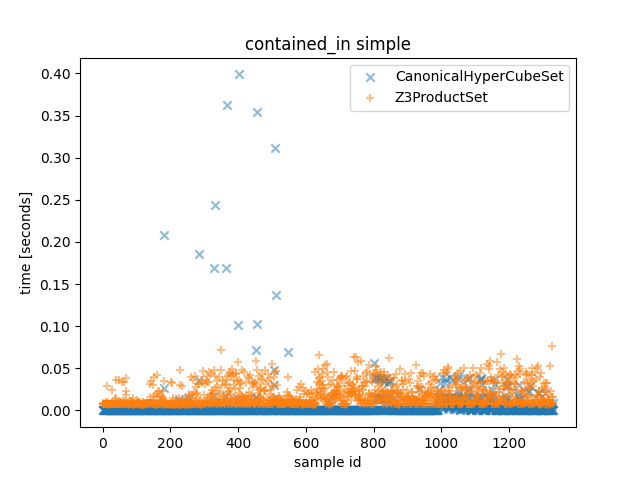 contained_in simple
CanonicalHyperCubeSet
Z3ProductSet
time [seconds]
0.40
0.35
0.30
0.25
0.20
0.15
0.10
0.05
0.00
0 200 400 600 800 1000 1200
sample id